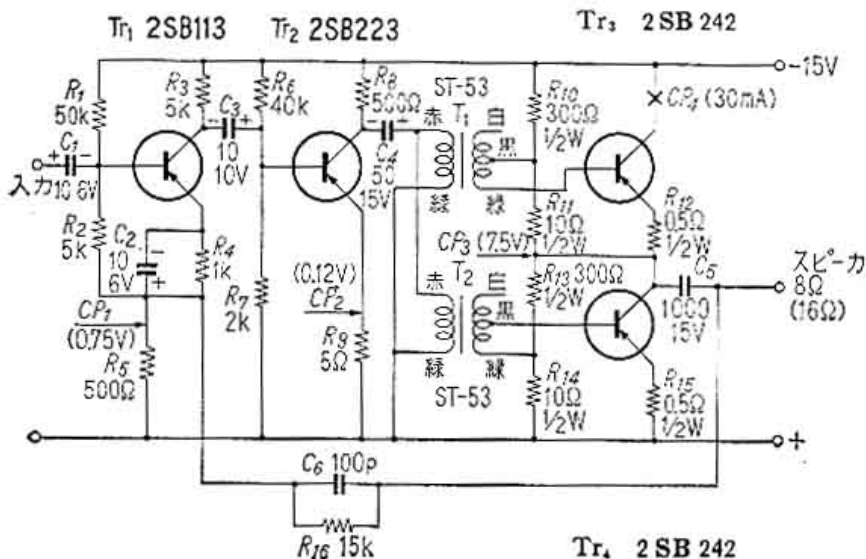 Tr₁ 2SB113
Tr₂ 2SB223
Tr₃ 2SB242
-15V
R₁
50k
R₃
5k
C₃
10
10V
R₆
40k
R₈
500Ω
C₄
50
15V
ST-53
赤
T₁
白
黒
緑
緑
R₁₀
300Ω
1/2W
CP₄ (30mA)
C₁
入力
10 6V
R₂
5k
C₂
10
6V
R₄
1k
R₁₁
10Ω
1/2W
R₁₂
0.5Ω
1/2W
CP₃ (7.5V)
CP₁
(0.75V)
R₅
500Ω
R₇
2k
(0.12V)
CP₂
R₉
5Ω
赤
T₂
白
黒
緑
緑
ST-53
R₁₃ 300Ω
1/2W
C₅
1000
15V
スピーカ
8Ω
(16Ω)
R₁₄
10Ω
1/2W
R₁₅
0.5Ω
1/2W
+
C₆ 100p
R₁₆ 15k
Tr₄ 2SB242